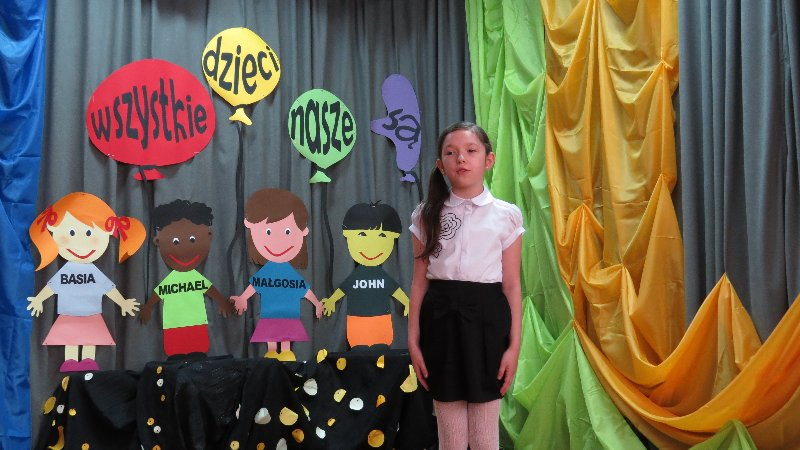 wszystkie
dzieci
nasze
są
BASIA
MICHAEL
MAŁGOSIA
JOHN